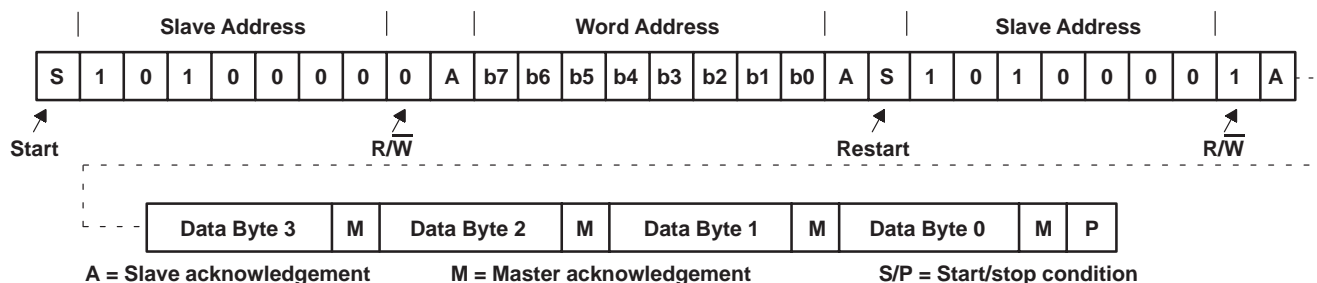 Slave Address Word Address Slave Address
S 1 0 1 0 0 0 0 0 A b7 b6 b5 b4 b3 b2 b1 b0 A S 1 0 1 0 0 0 0 1 A
Start R/W̅ Restart R/W̅
Data Byte 3 M Data Byte 2 M Data Byte 1 M Data Byte 0 M P
A = Slave acknowledgement M = Master acknowledgement S/P = Start/stop condition